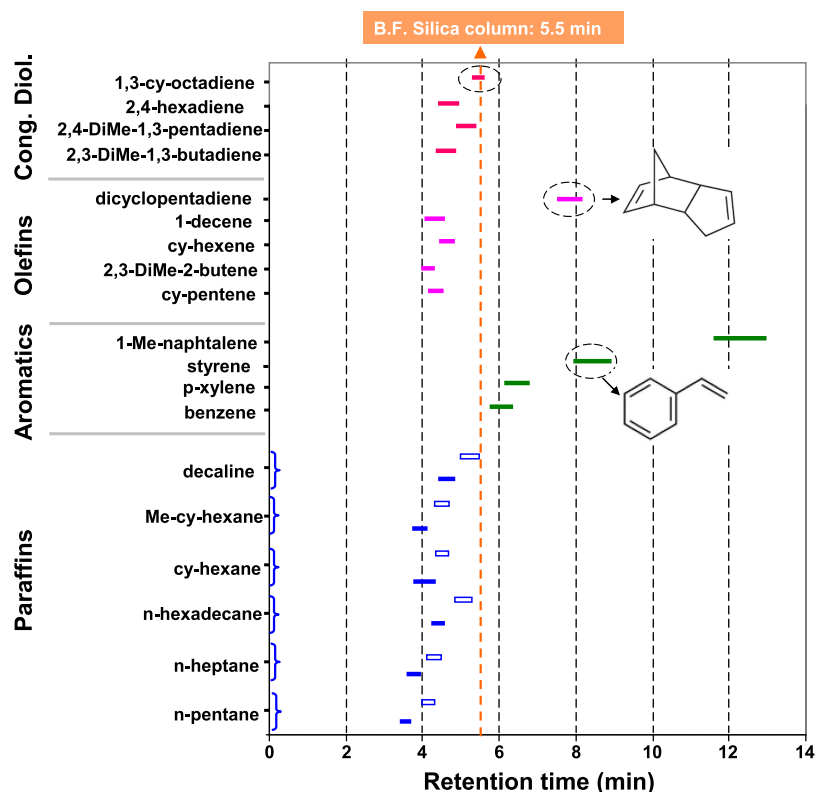 B.F. Silica column: 5.5 min
Cong. Diol.
1,3-cy-octadiene
2,4-hexadiene
2,4-DiMe-1,3-pentadiene
2,3-DiMe-1,3-butadiene
Olefins
dicyclopentadiene
1-decene
cy-hexene
2,3-DiMe-2-butene
cy-pentene
Aromatics
1-Me-naphtalene
styrene
p-xylene
benzene
Paraffins
decaline
Me-cy-hexane
cy-hexane
n-hexadecane
n-heptane
n-pentane
0 2 4 6 8 10 12 14
Retention time (min)